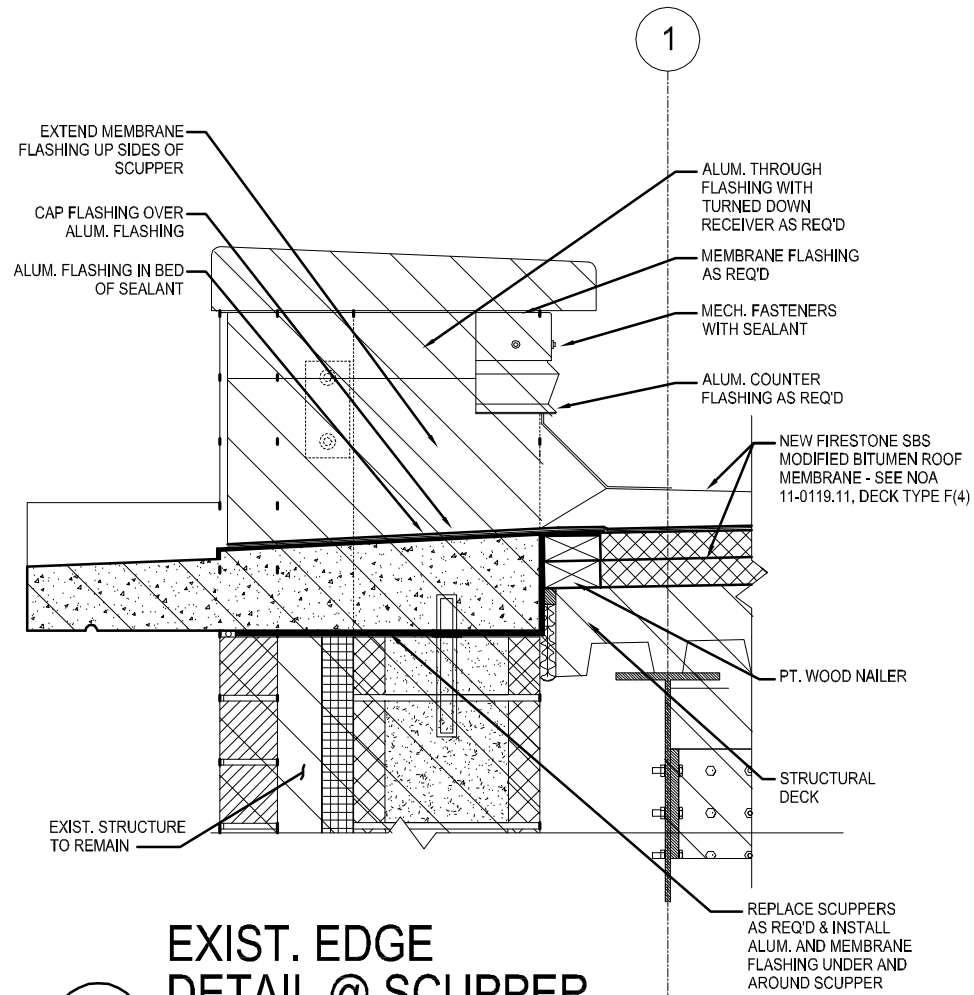 1
EXTEND MEMBRANE
FLASHING UP SIDES OF
SCUPPER
CAP FLASHING OVER
ALUM. FLASHING
ALUM. FLASHING IN BED
OF SEALANT
ALUM. THROUGH
FLASHING WITH
TURNED DOWN
RECEIVER AS REQ'D
MEMBRANE FLASHING
AS REQ'D
MECH. FASTENERS
WITH SEALANT
ALUM. COUNTER
FLASHING AS REQ'D
NEW FIRESTONE SBS
MODIFIED BITUMEN ROOF
MEMBRANE - SEE NOA
11-0119.11, DECK TYPE F(4)
PT. WOOD NAILER
STRUCTURAL
DECK
EXIST. STRUCTURE
TO REMAIN
REPLACE SCUPPERS
AS REQ'D & INSTALL
ALUM. AND MEMBRANE
FLASHING UNDER AND
AROUND SCUPPER
EXIST. EDGE
DETAIL @ SCUPPER